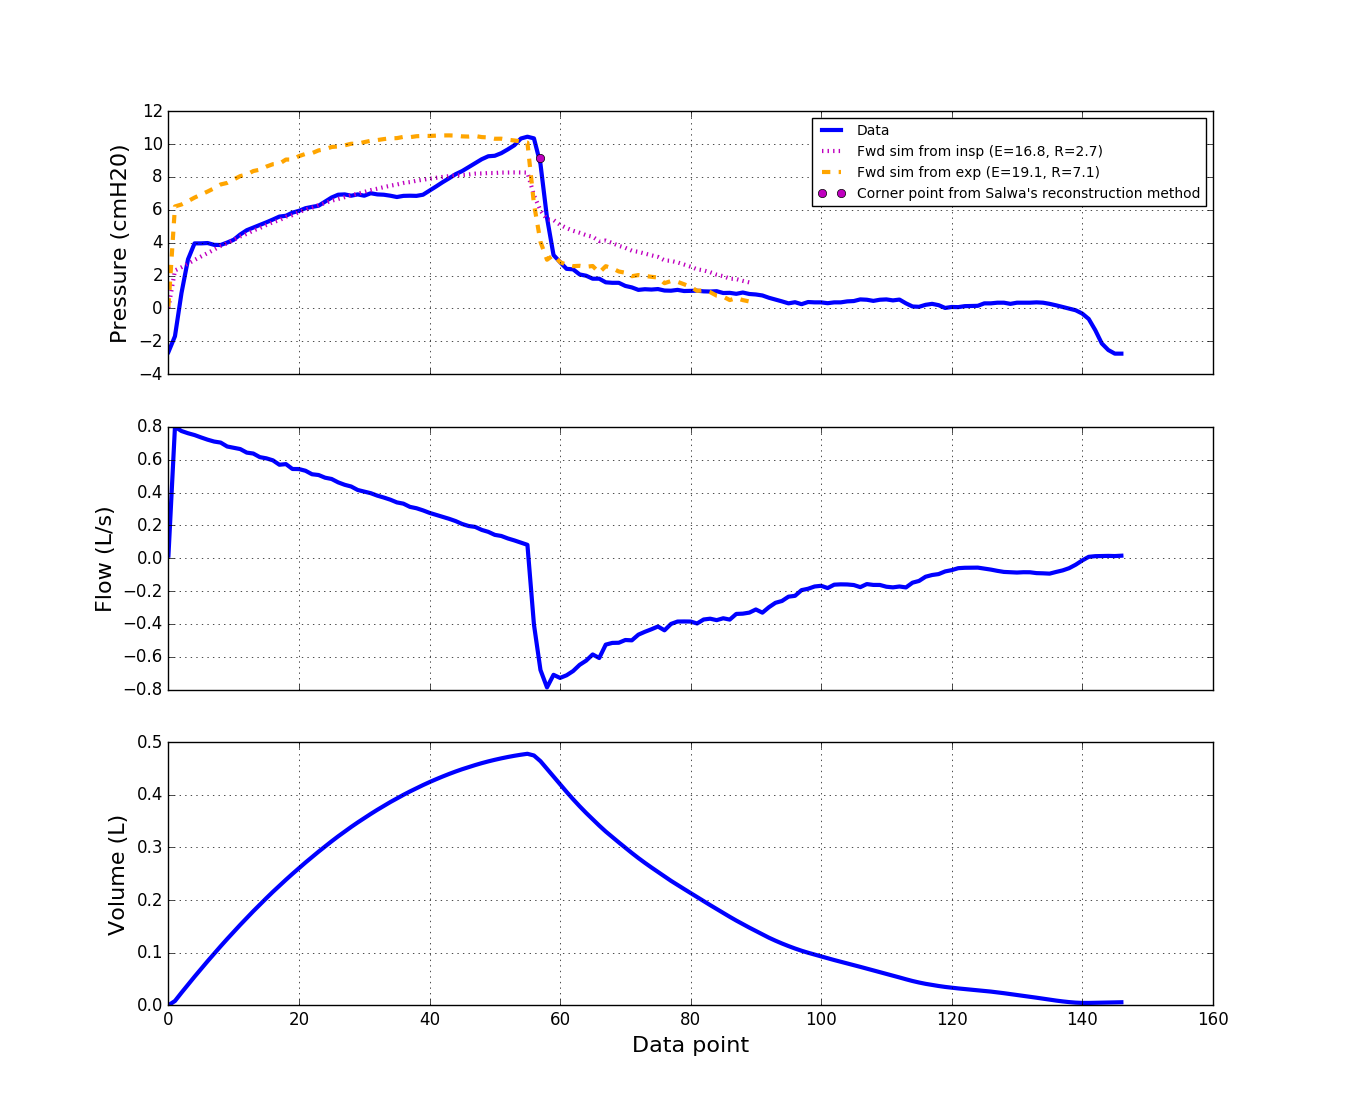 12
10
8
6
4
2
0
−2
−4
Pressure (cmH20)
Data
Fwd sim from insp (E=16.8, R=2.7)
Fwd sim from exp (E=19.1, R=7.1)
Corner point from Salwa's reconstruction method
0.8
0.6
0.4
0.2
0.0
−0.2
−0.4
−0.6
−0.8
Flow (L/s)
0.5
0.4
0.3
0.2
0.1
0.0
Volume (L)
0 20 40 60 80 100 120 140 160
Data point